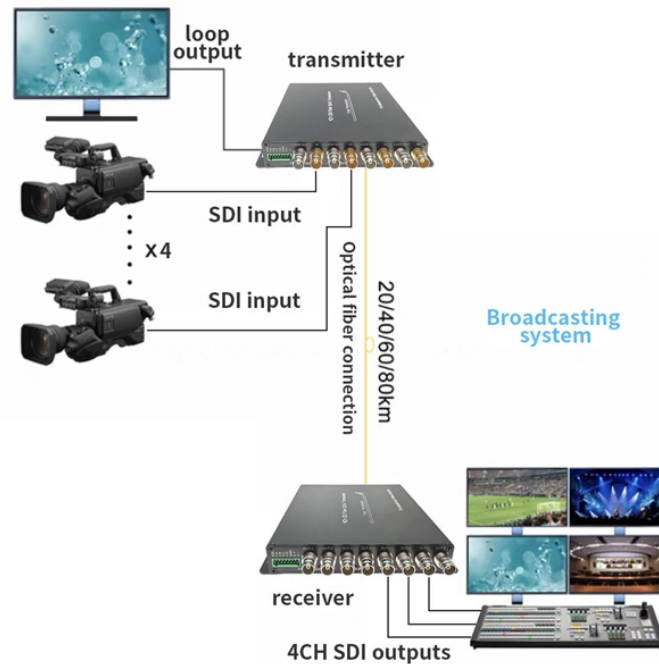 loop
output
transmitter
SDI input
x4
SDI input
Optical fiber connection
20/40/60/80km
Broadcasting
system
receiver
4CH SDI outputs